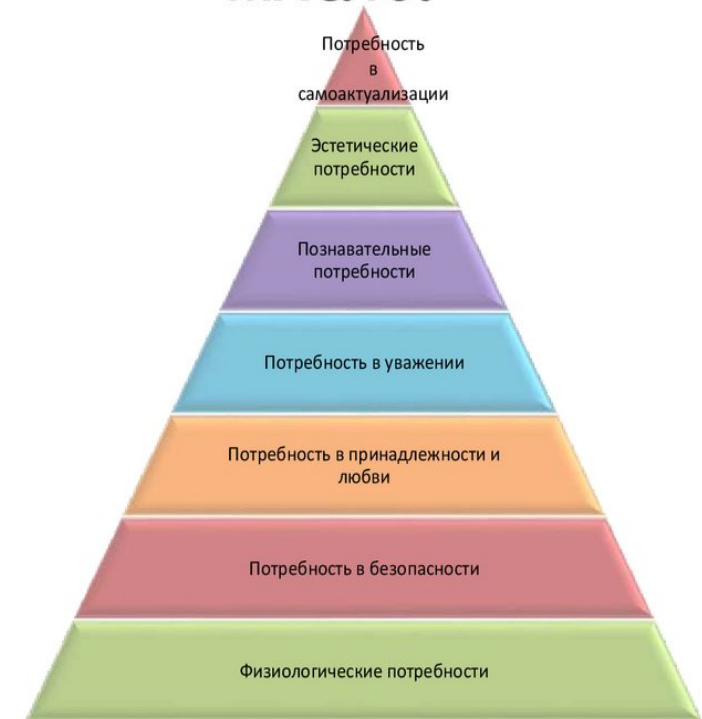 Потребность
в
самоактуализации
Эстетические
потребности
Познавательные
потребности
Потребность в уважении
Потребность в принадлежности и
любви
Потребность в безопасности
Физиологические потребности